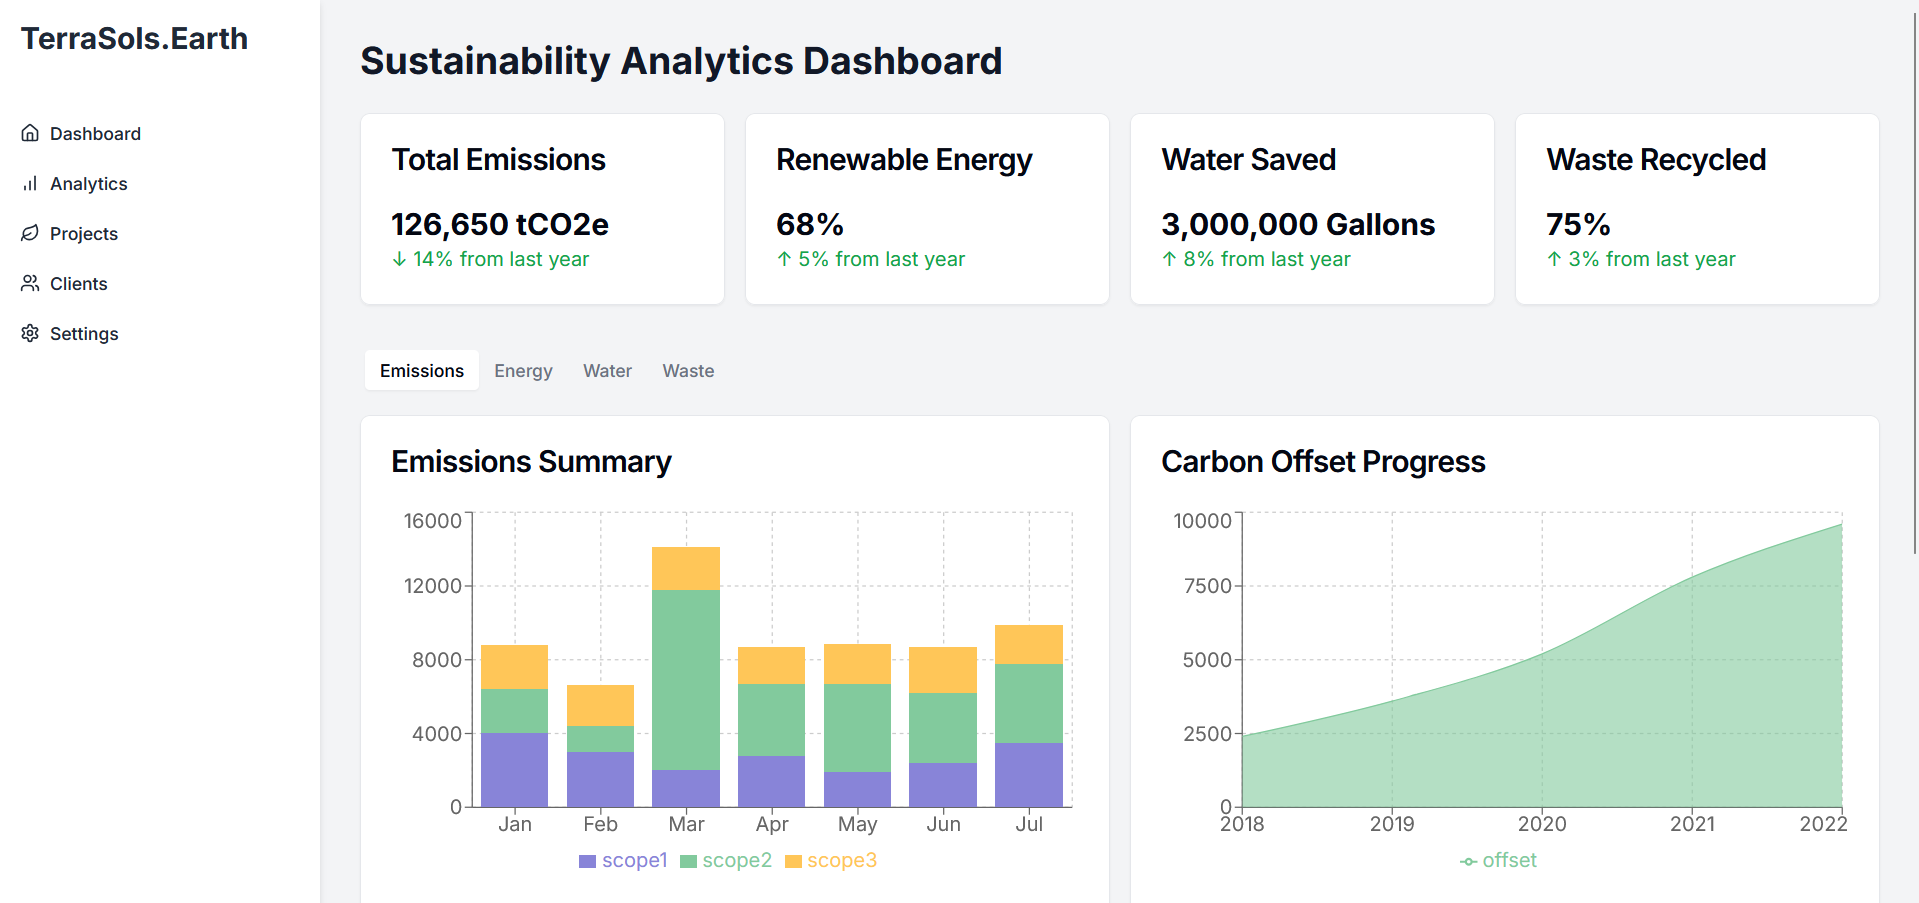 TerraSols.Earth
Dashboard
Analytics
Projects
Clients
Settings
Sustainability Analytics Dashboard
Total Emissions
126,650 tCO2e
↓ 14% from last year
Renewable Energy
68%
↑ 5% from last year
Water Saved
3,000,000 Gallons
↑ 8% from last year
Waste Recycled
75%
↑ 3% from last year
Emissions Energy Water Waste
Emissions Summary
16000
12000
8000
4000
0
Jan Feb Mar Apr May Jun Jul
scope1 scope2 scope3
Carbon Offset Progress
10000
7500
5000
2500
0
2018 2019 2020 2021 2022
offset